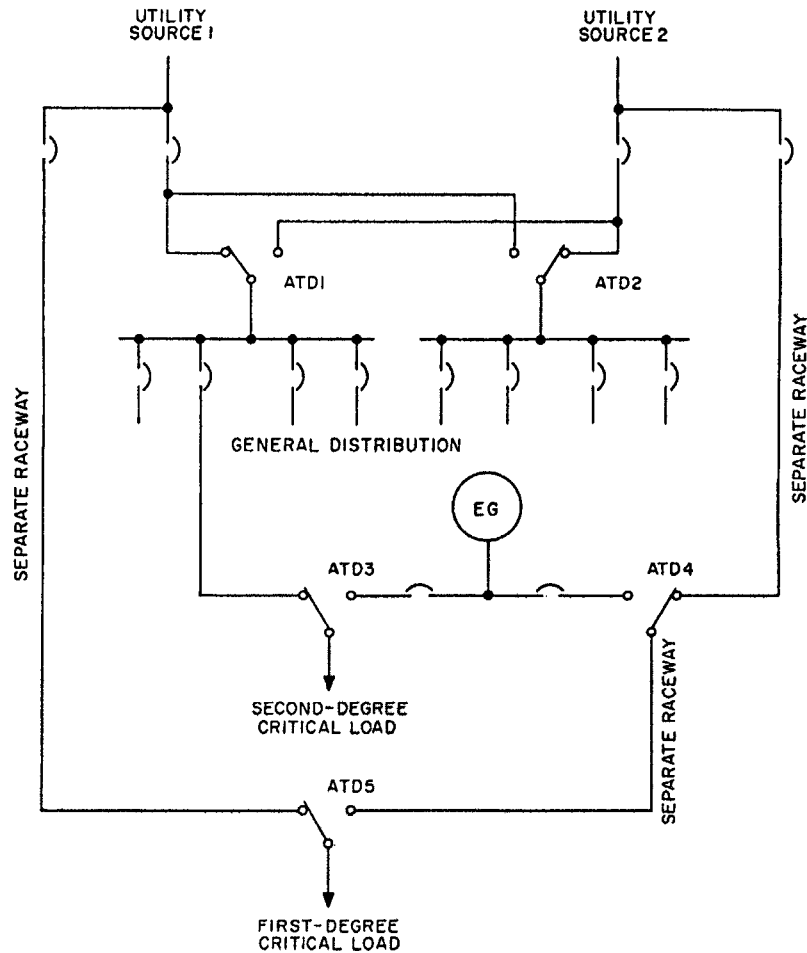 UTILITY
SOURCE 1
UTILITY
SOURCE 2
ATD1
ATD2
GENERAL DISTRIBUTION
SEPARATE RACEWAY
SEPARATE RACEWAY
EG
ATD3
ATD4
SECOND-DEGREE
CRITICAL LOAD
SEPARATE RACEWAY
ATD5
FIRST-DEGREE
CRITICAL LOAD